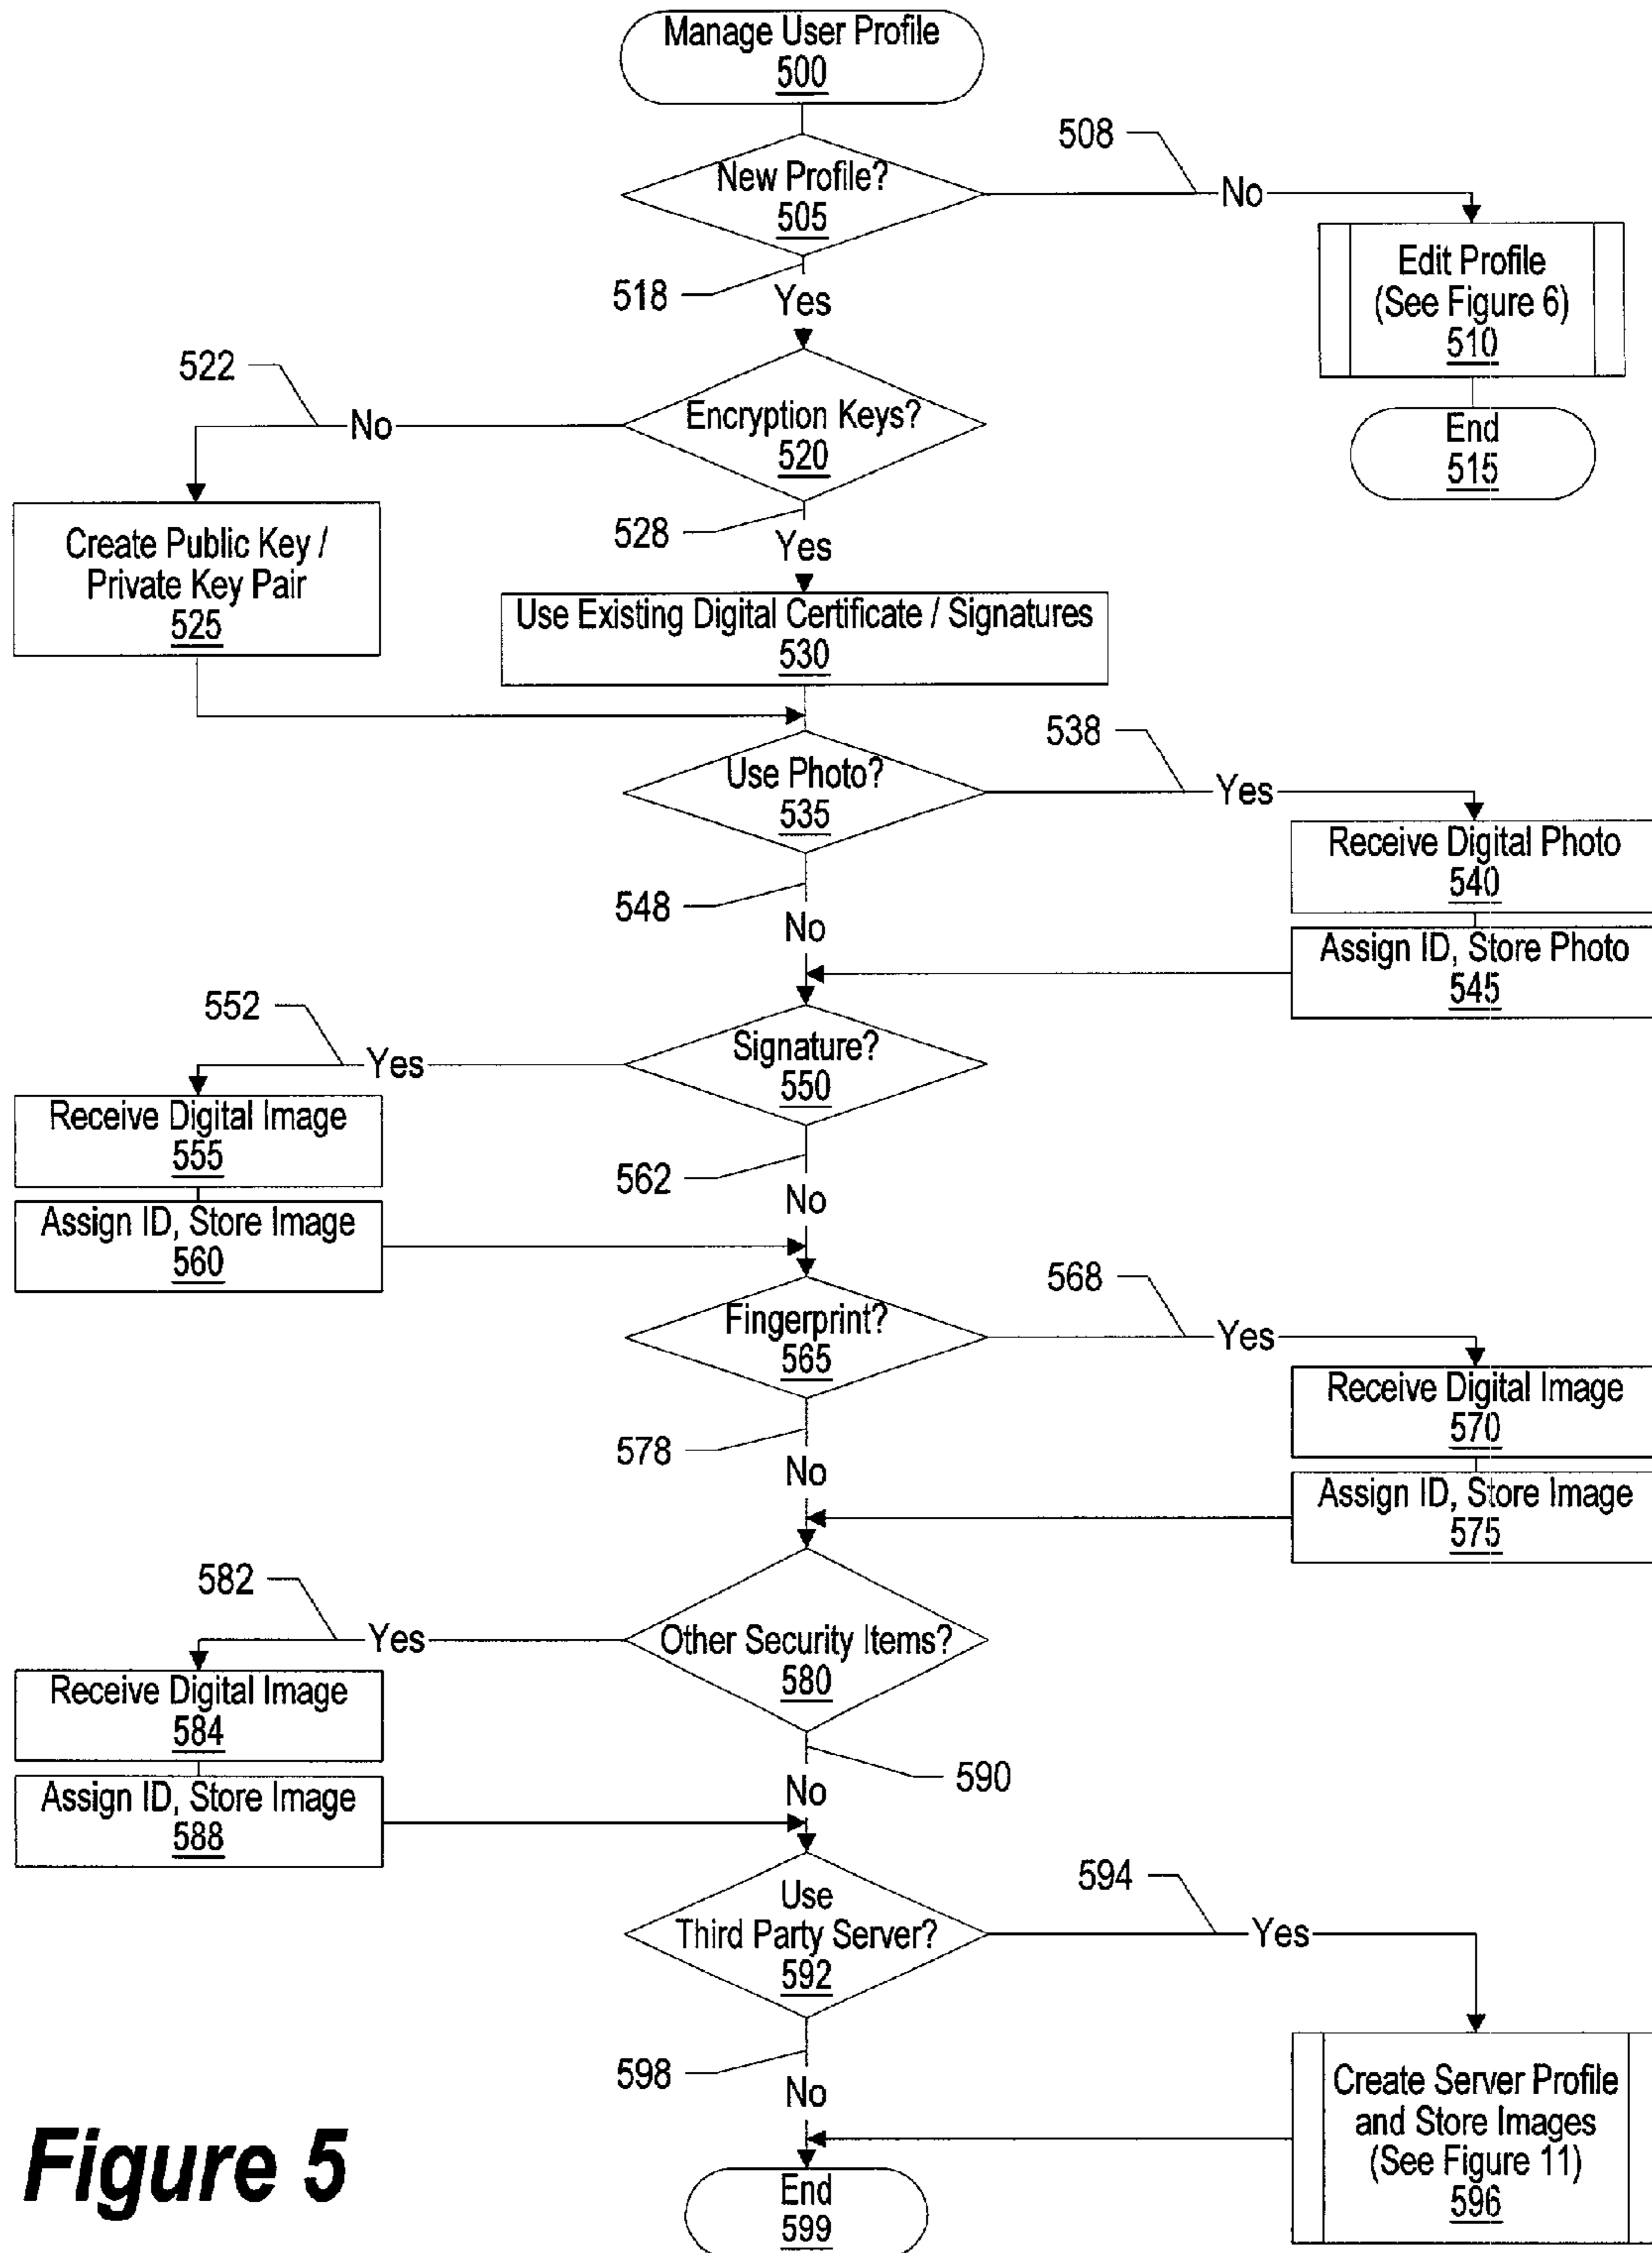 Manage User Profile
500
508
New Profile?
505
No
518
Yes
Edit Profile
(See Figure 6)
510
End
515
522
No
Encryption Keys?
520
528
Yes
Create Public Key /
Private Key Pair
525
Use Existing Digital Certificate / Signatures
530
538
Use Photo?
535
Yes
548
No
Receive Digital Photo
540
Assign ID, Store Photo
545
552
Yes
Signature?
550
Receive Digital Image
555
562
No
Assign ID, Store Image
560
568
Fingerprint?
565
Yes
578
No
Receive Digital Image
570
Assign ID, Store Image
575
582
Yes
Other Security Items?
580
Receive Digital Image
584
590
No
Assign ID, Store Image
588
594
Use
Third Party Server?
592
Yes
598
No
Create Server Profile
and Store Images
(See Figure 11)
596
End
599
Figure 5